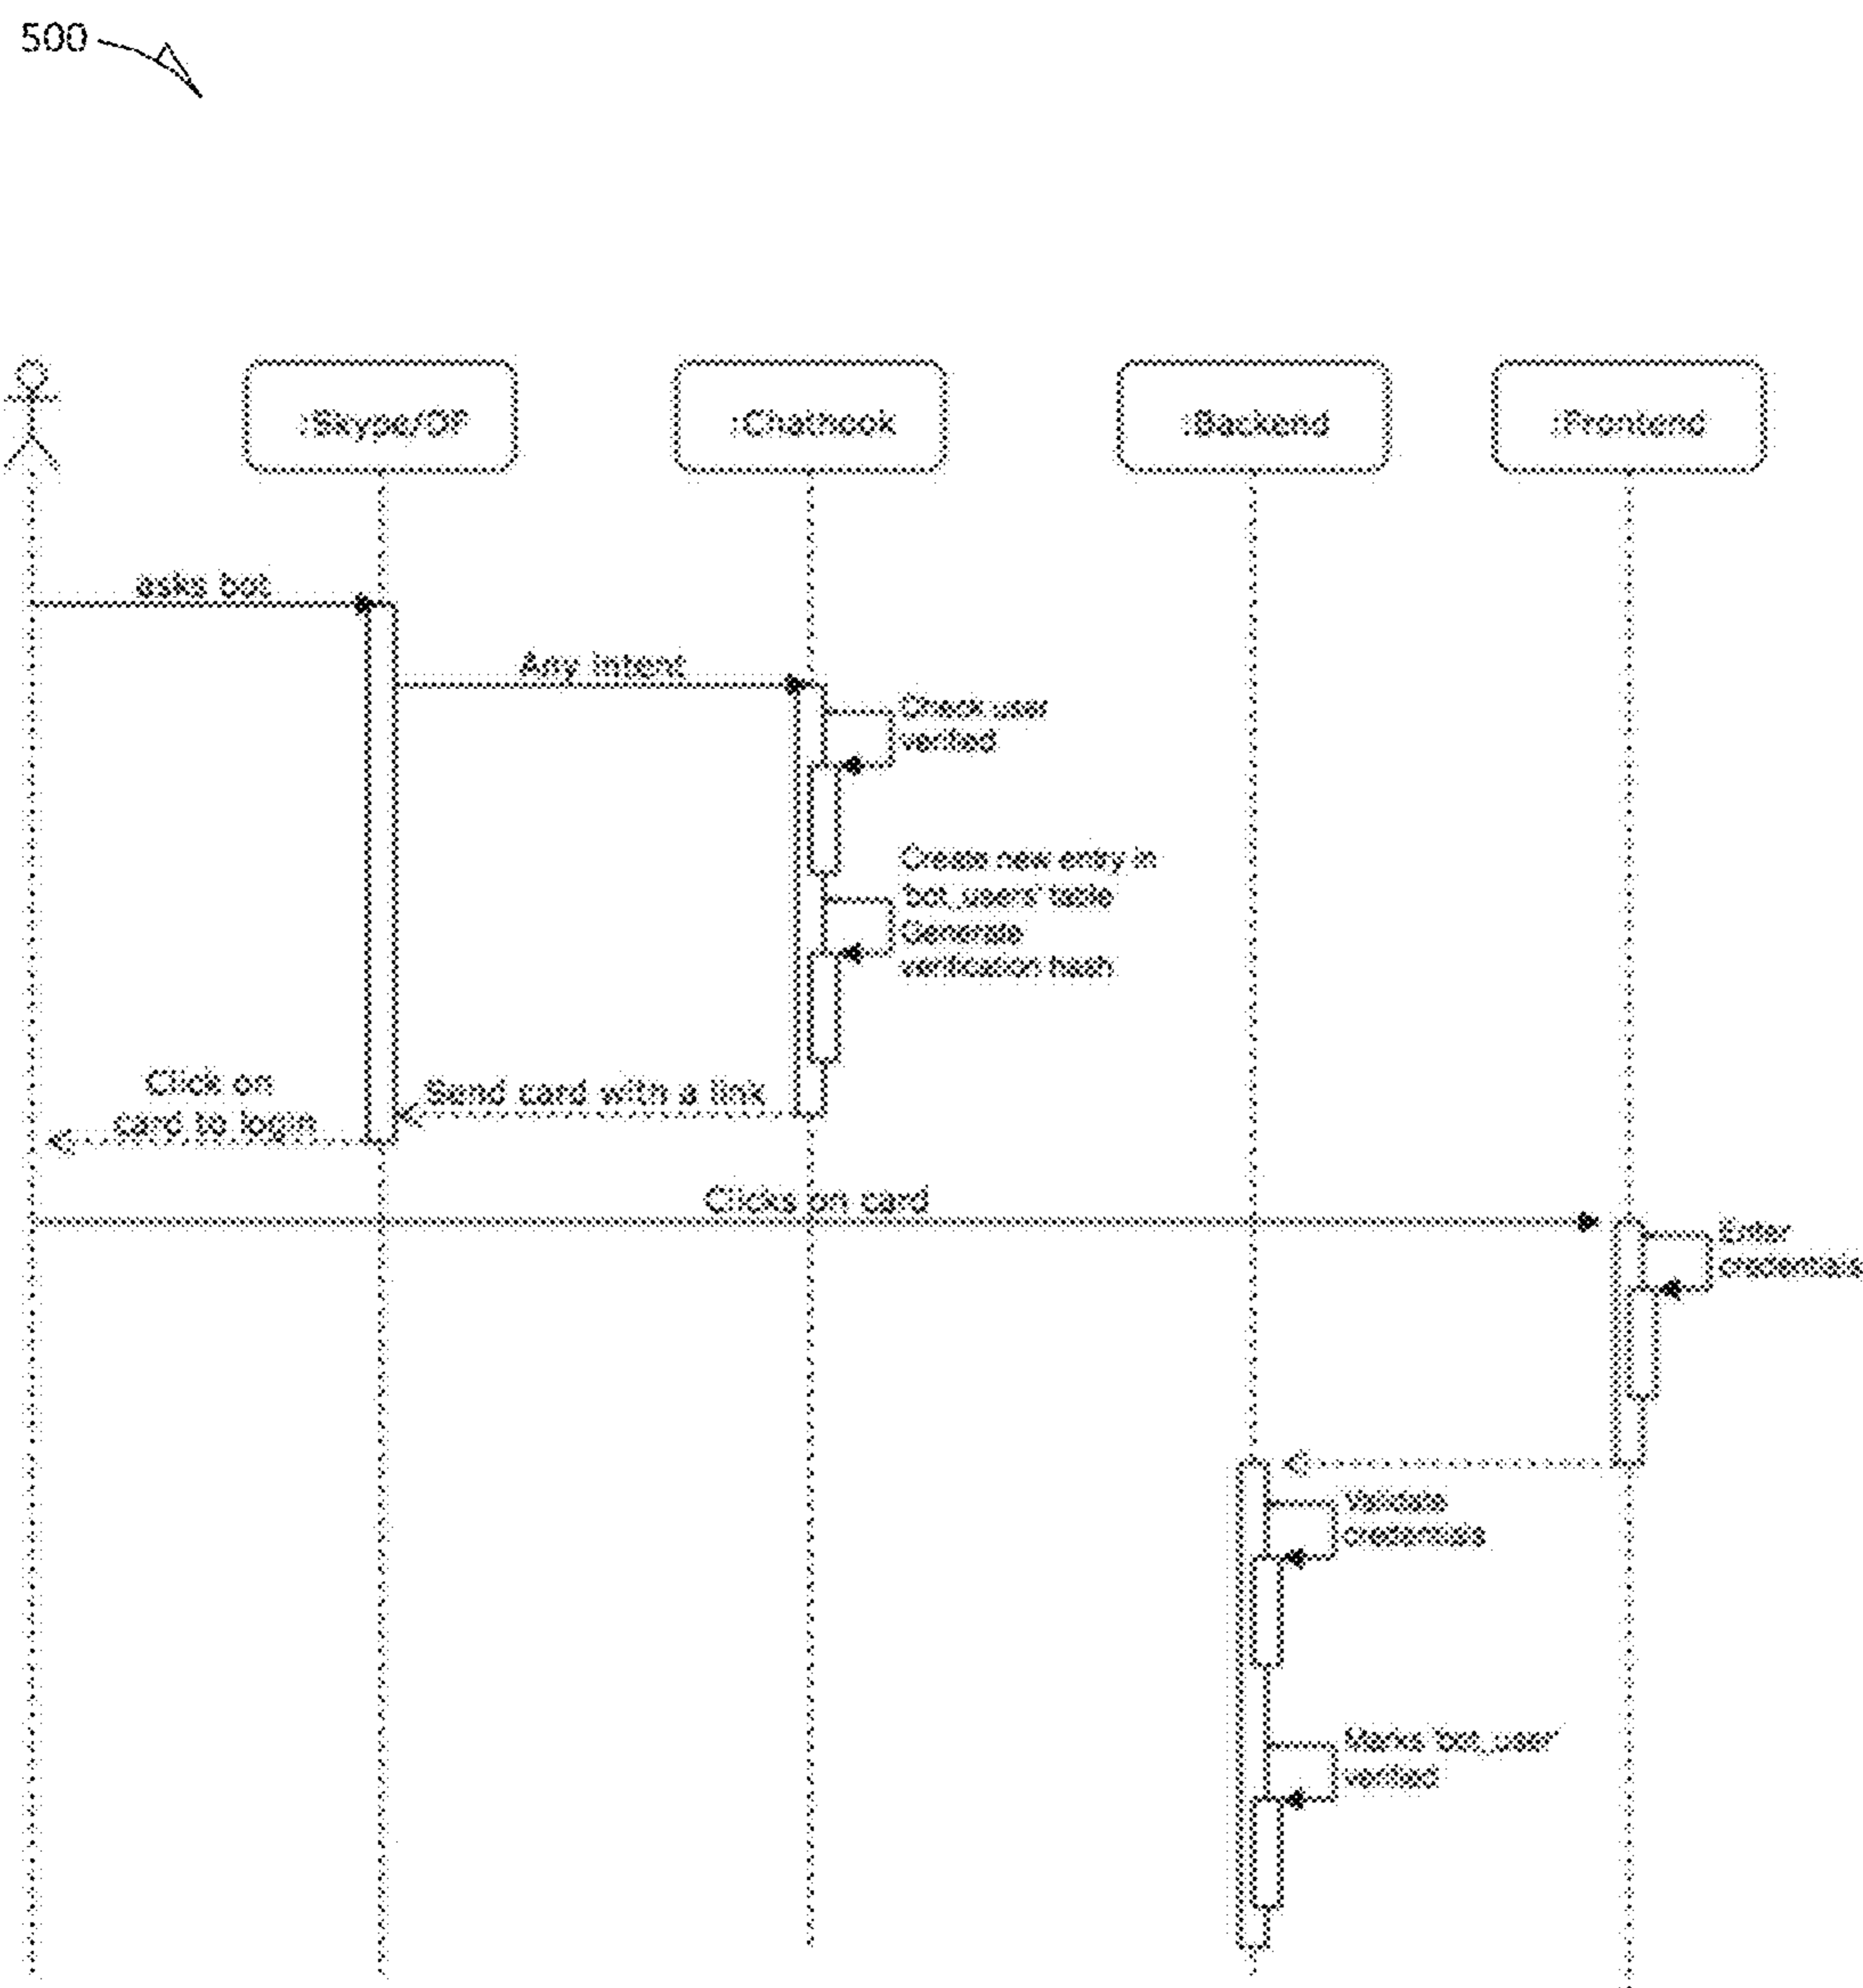 500
:Skype/DF
:Chathook
:Backend
:Frontend
asks bot
Any intent
Check user
verified
Create new entry in
bot_users table
Generate
verification hash
Send card with a link
Click on
card to login
Clicks on card
Enter
credentials
Validate
credentials
Marks 'bot_user'
verified